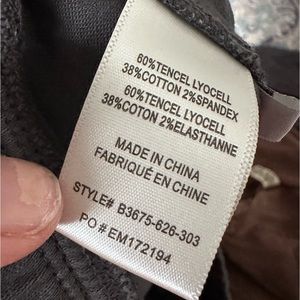 60%TENCEL LYOCELL
38%COTTON 2%SPANDEX
60%TENCEL LYOCELL
38%COTON 2%ELASTHANNE
MADE IN CHINA
FABRIQUÉ EN CHINE
STYLE# B3675-626-303
PO # EM172194